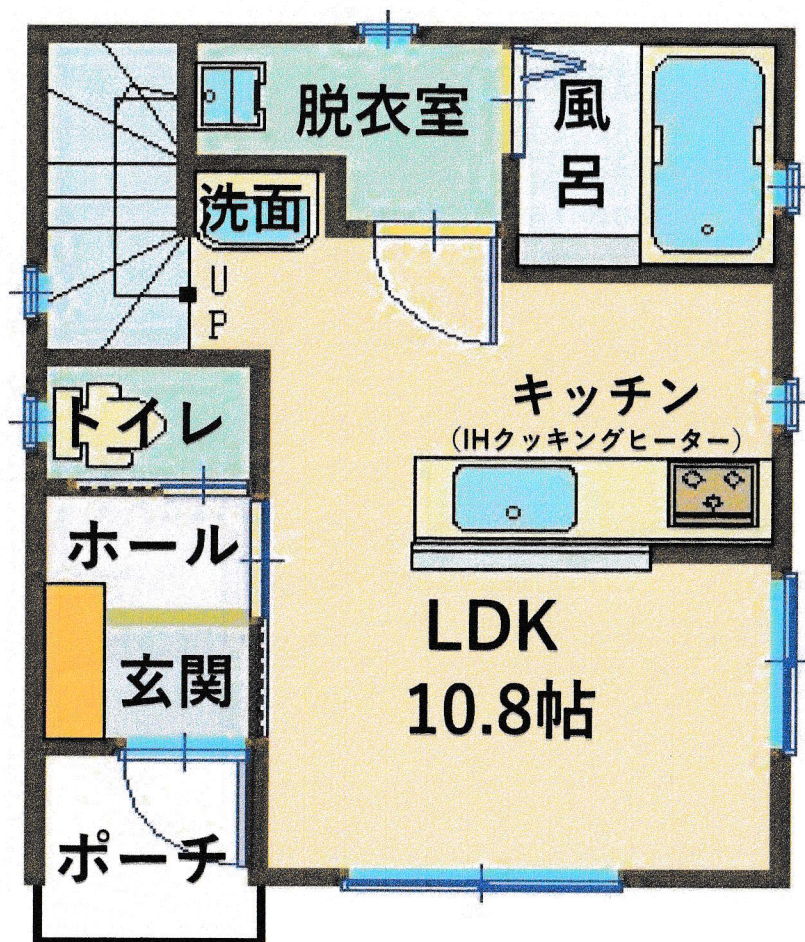 脱衣室
風呂
洗面
UP
トイレ
キッチン
(IHクッキングヒーター)
ホール
LDK
10.8帖
玄関
ポーチ